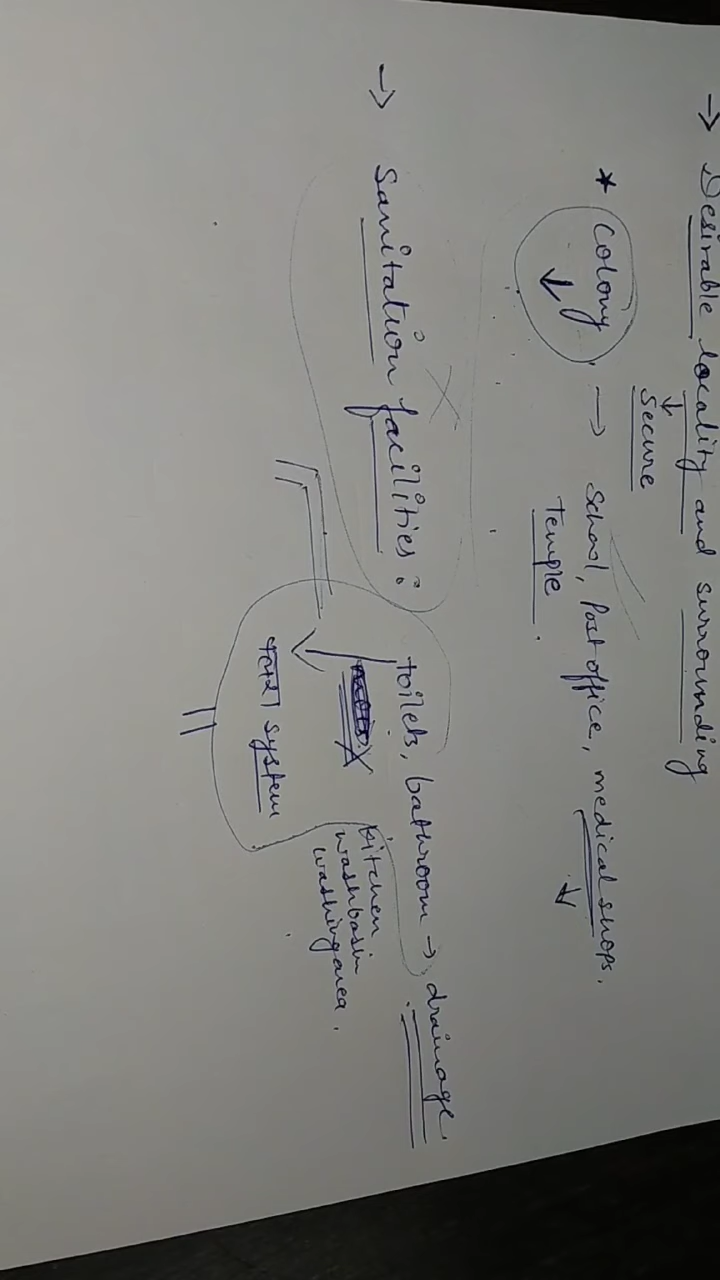 → Desirable locality and surrounding
↓
secure
* Colony → School, Post office, medical shops,
↓ Temple. ↓
→ Sanitation facilities: toilets, bathroom → drainage
kitchen
washbasin
washing area.
system